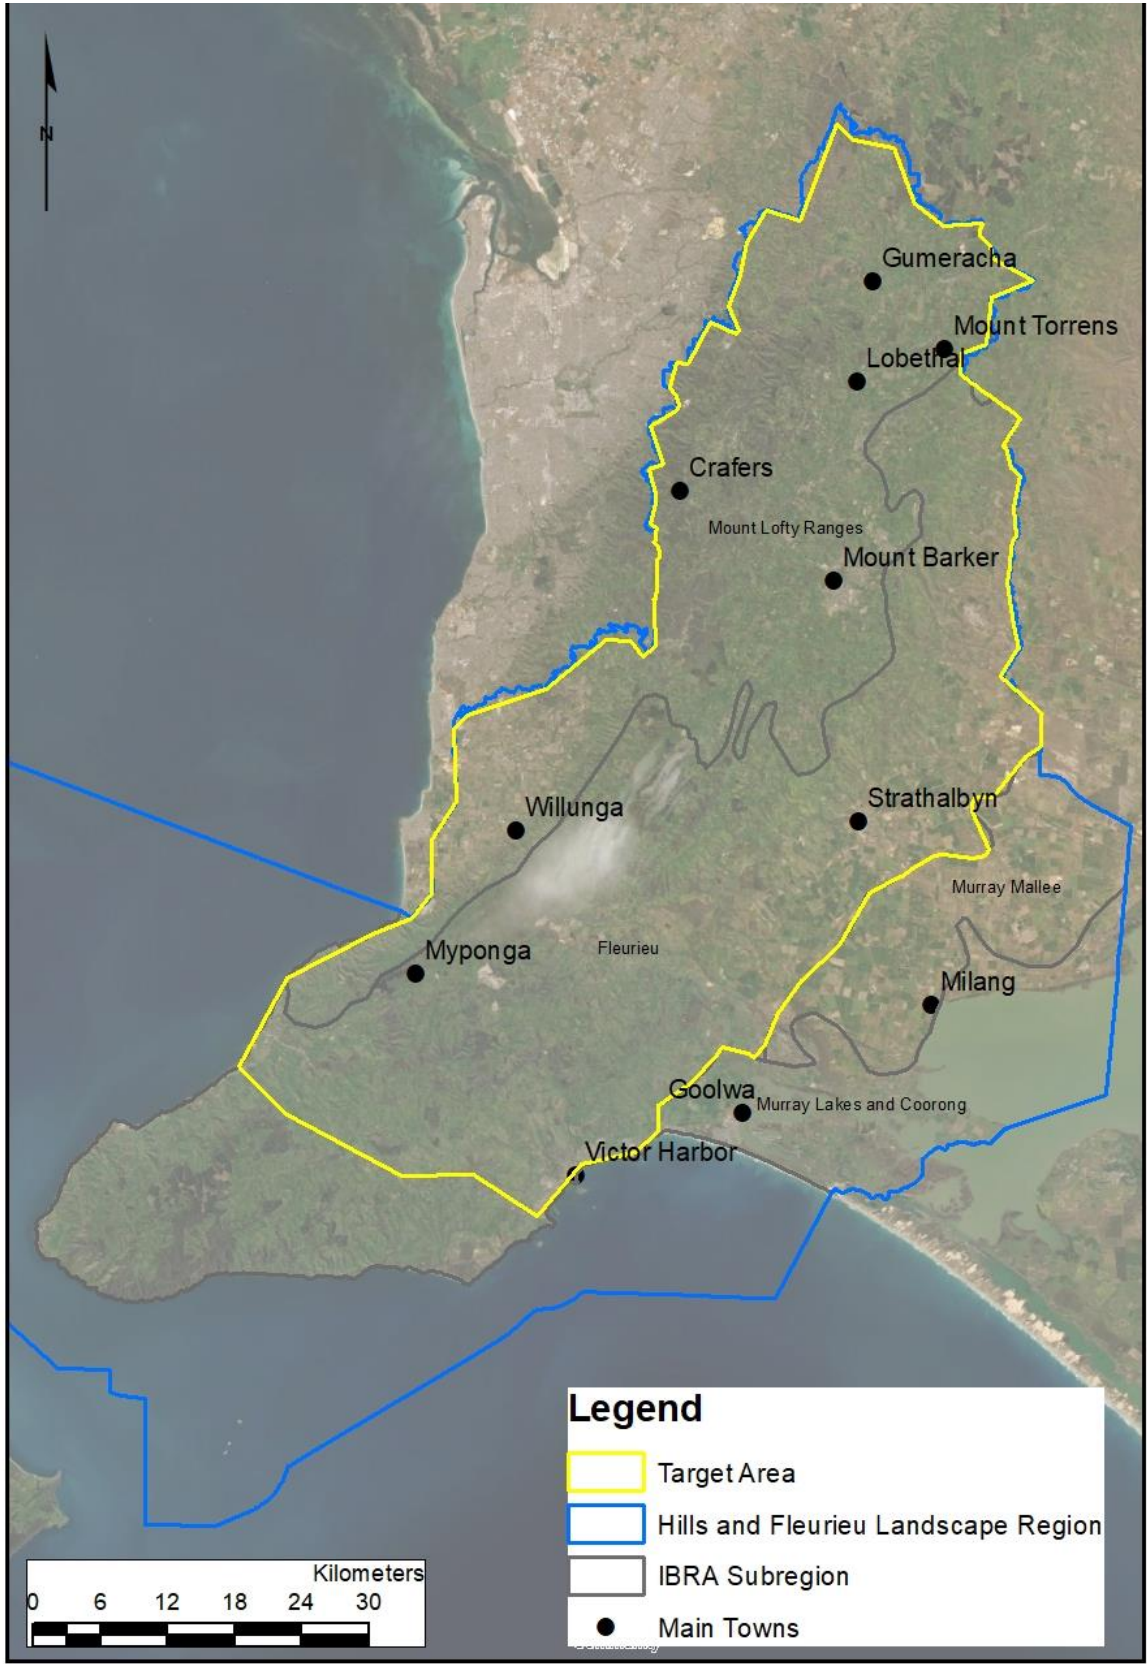 N
Gumeracha
Mount Torrens
Lobethal
Crafers
Mount Lofty Ranges
Mount Barker
Willunga
Strathalbyn
Murray Mallee
Myponga
Fleurieu
Milang
Goolwa
Murray Lakes and Coorong
Victor Harbor
Legend
Target Area
Hills and Fleurieu Landscape Region
IBRA Subregion
Main Towns
Kilometers
0 6 12 18 24 30